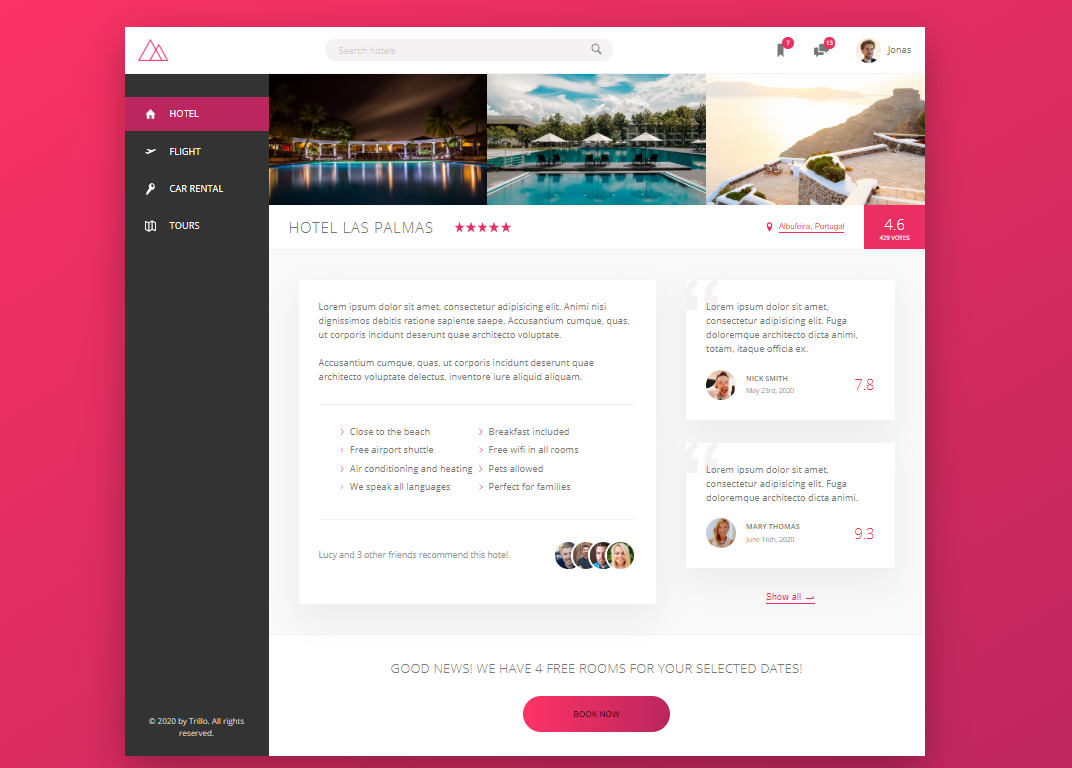 Search hotels
7
13
Jonas
HOTEL
FLIGHT
CAR RENTAL
TOURS
HOTEL LAS PALMAS
Albufeira, Portugal
4.6
429 VOTES
Lorem ipsum dolor sit amet, consectetur adipisicing elit. Animi nisi
dignissimos debitis ratione sapiente saepe. Accusantium cumque, quas,
ut corporis incidunt deserunt quae architecto voluptate.
Accusantium cumque, quas, ut corporis incidunt deserunt quae
architecto voluptate delectus, inventore iure aliquid aliquam.
Close to the beach
Breakfast included
Free airport shuttle
Free wifi in all rooms
Air conditioning and heating
Pets allowed
We speak all languages
Perfect for families
Lucy and 3 other friends recommend this hotel.
“
Lorem ipsum dolor sit amet,
consectetur adipisicing elit. Fuga
doloremque architecto dicta animi,
totam, itaque officia ex.
NICK SMITH
May 23rd, 2020
7.8
“
Lorem ipsum dolor sit amet,
consectetur adipisicing elit. Fuga
doloremque architecto dicta animi.
MARY THOMAS
June 16th, 2020
9.3
Show all →
GOOD NEWS! WE HAVE 4 FREE ROOMS FOR YOUR SELECTED DATES!
BOOK NOW
© 2020 by Trillo. All rights
reserved.